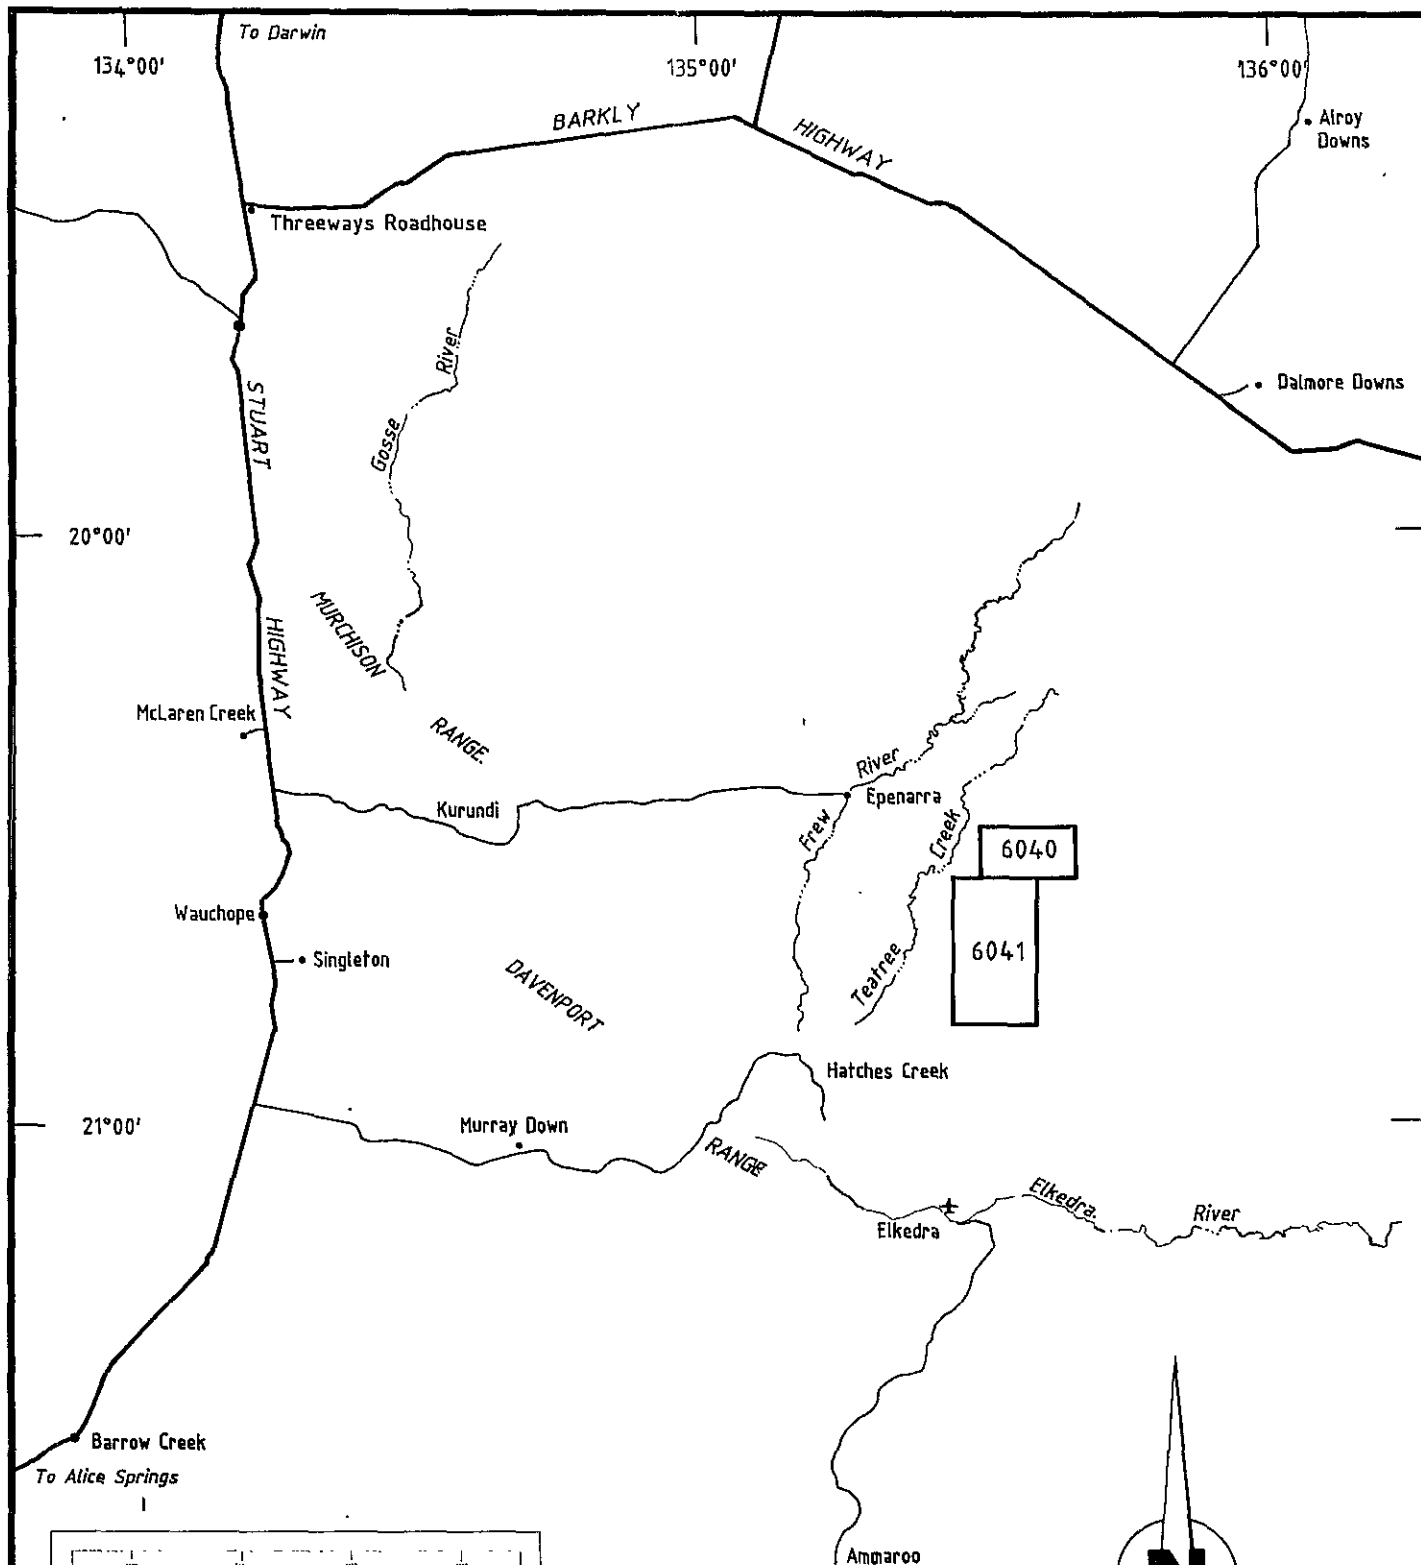 To Darwin
134°00'
135°00'
136°00'
BARKLY
HIGHWAY
Alroy
Downs
Threeways Roadhouse
River
Gosse
STUART
Dalmore Downs
20°00'
MURCHISON
HIGHWAY
McLaren Creek
RANGE.
River
Kurundi
Epenarra
Frew
Creek
6040
Wauchope
6041
Singleton
Teatree
DAVENPORT
Hatches Creek
21°00'
Murray Down
RANGE
Elkedra.
River
Elkedra
Barrow Creek
To Alice Springs
Ammaroo